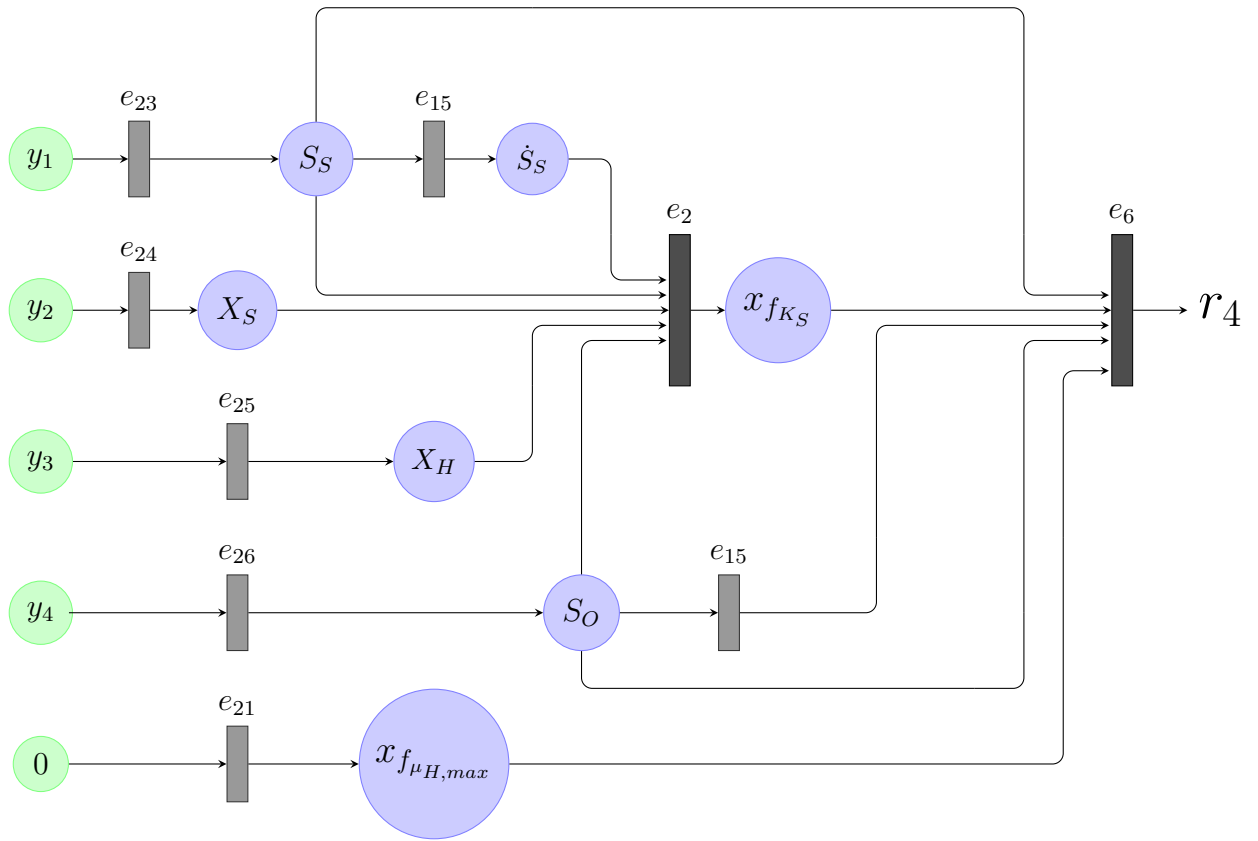 e₂₃
e₁₅
y₁
S_S
Ṡ_S
e₂
e₆
e₂₄
y₂
X_S
x_{f_{K_S}}
r₄
e₂₅
y₃
X_H
e₂₆
e₁₅
y₄
S_O
e₂₁
0
x_{f_{μ_{H,max}}}